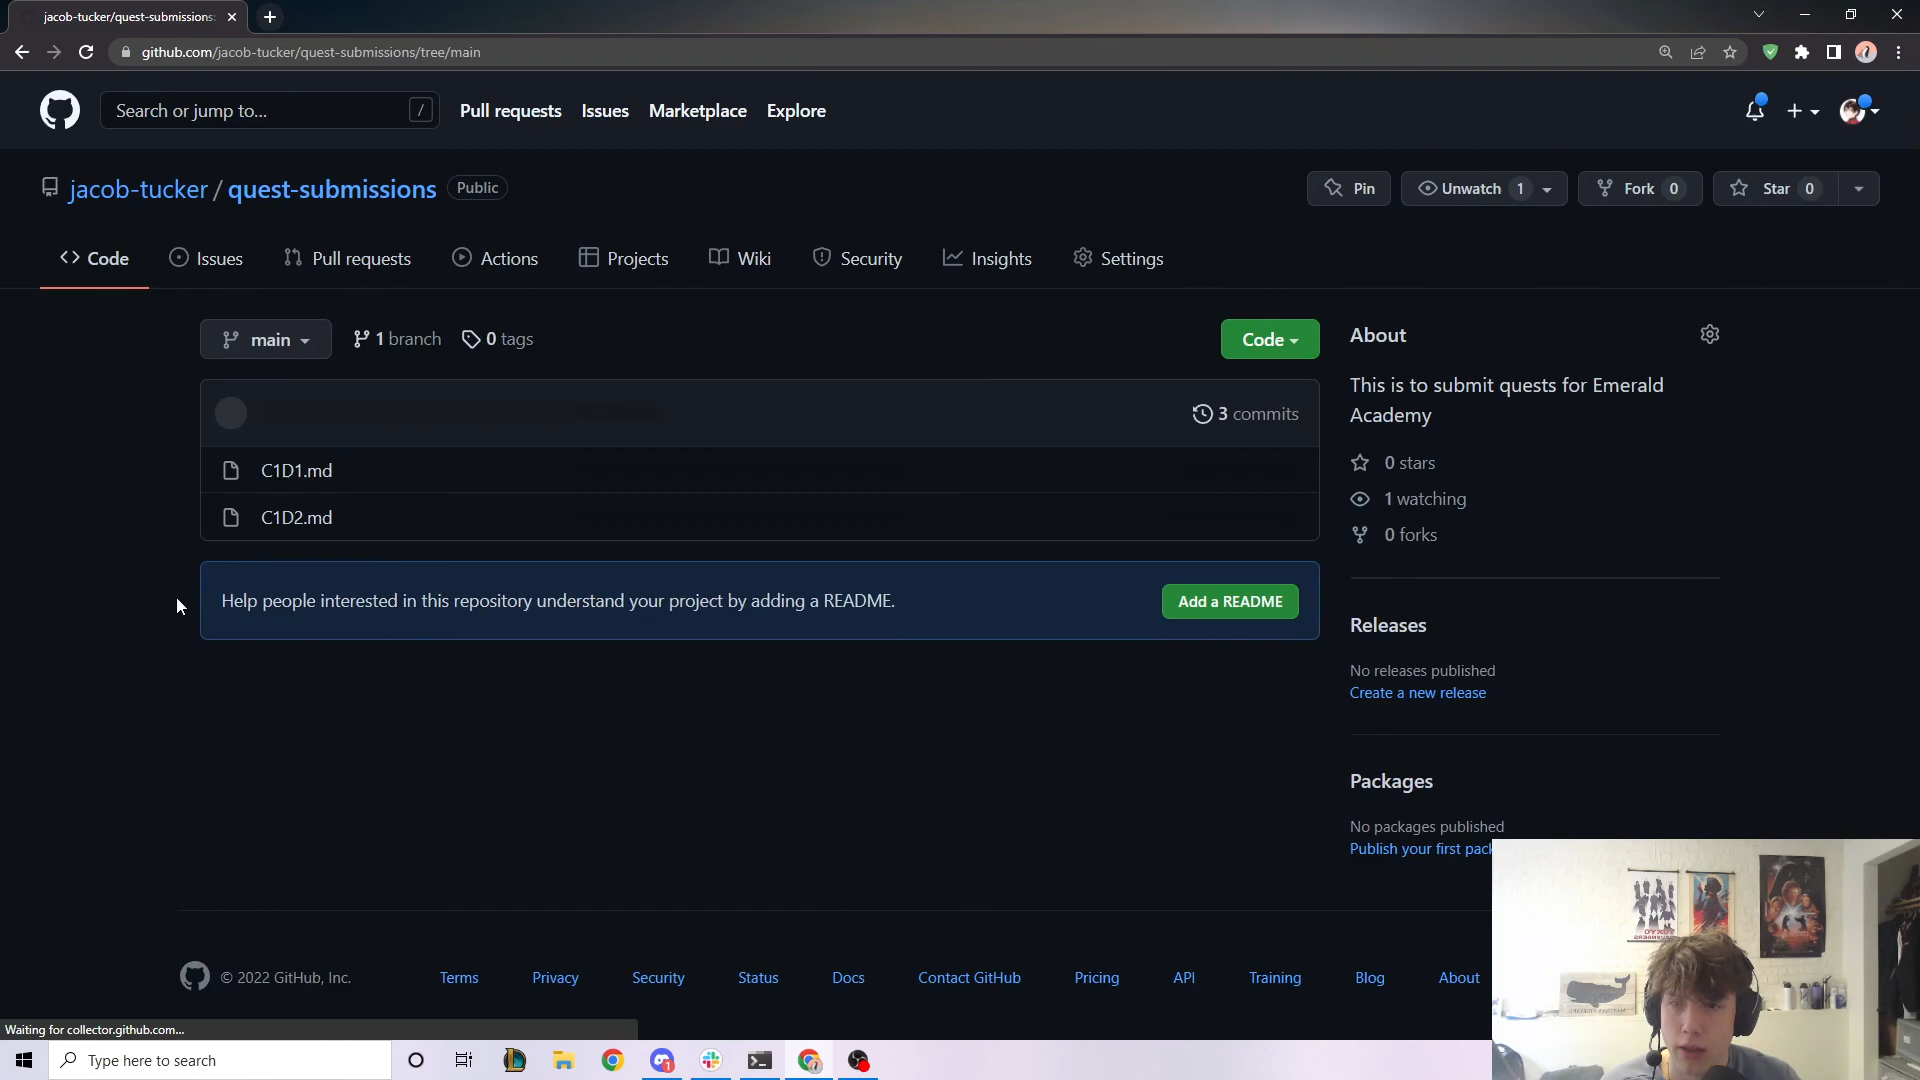 jacob-tucker/quest-submissions:
github.com/jacob-tucker/quest-submissions/tree/main
Search or jump to...
/
Pull requests
Issues
Marketplace
Explore
jacob-tucker / quest-submissions
Public
Pin
Unwatch 1
Fork 0
Star 0
Code
Issues
Pull requests
Actions
Projects
Wiki
Security
Insights
Settings
main
1 branch
0 tags
Code
3 commits
C1D1.md
C1D2.md
Help people interested in this repository understand your project by adding a README.
Add a README
About
This is to submit quests for Emerald
Academy
0 stars
1 watching
0 forks
Releases
No releases published
Create a new release
Packages
No packages published
Publish your first pack
© 2022 GitHub, Inc.
Terms
Privacy
Security
Status
Docs
Contact GitHub
Pricing
API
Training
Blog
About
Waiting for collector.github.com...
Type here to search